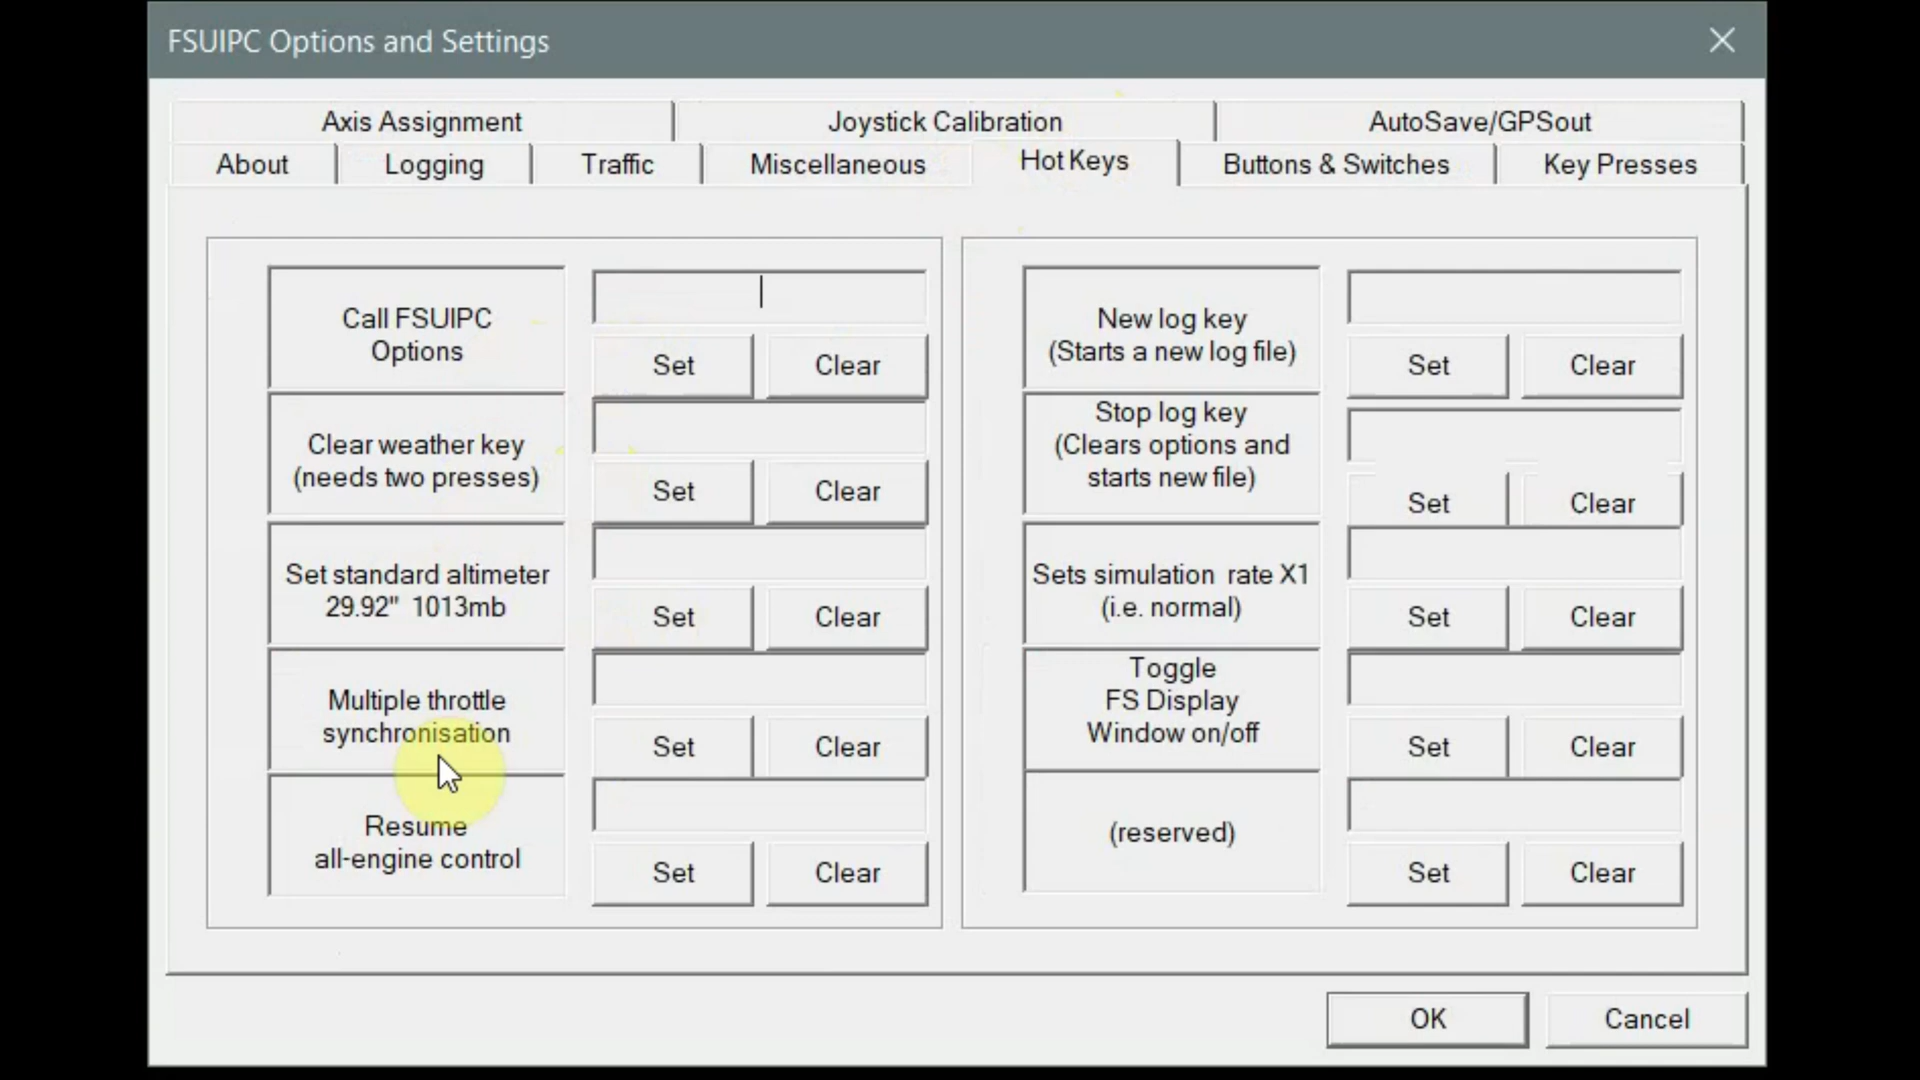 FSUIPC Options and Settings
Axis Assignment
Joystick Calibration
AutoSave/GPSout
About
Logging
Traffic
Miscellaneous
Hot Keys
Buttons & Switches
Key Presses
Call FSUIPC
Options
Set
Clear
Clear weather key
(needs two presses)
Set
Clear
Set standard altimeter
29.92" 1013mb
Set
Clear
Multiple throttle
synchronisation
Set
Clear
Resume
all-engine control
Set
Clear
New log key
(Starts a new log file)
Set
Clear
Stop log key
(Clears options and
starts new file)
Set
Clear
Sets simulation rate X1
(i.e. normal)
Set
Clear
Toggle
FS Display
Window on/off
Set
Clear
(reserved)
Set
Clear
OK
Cancel